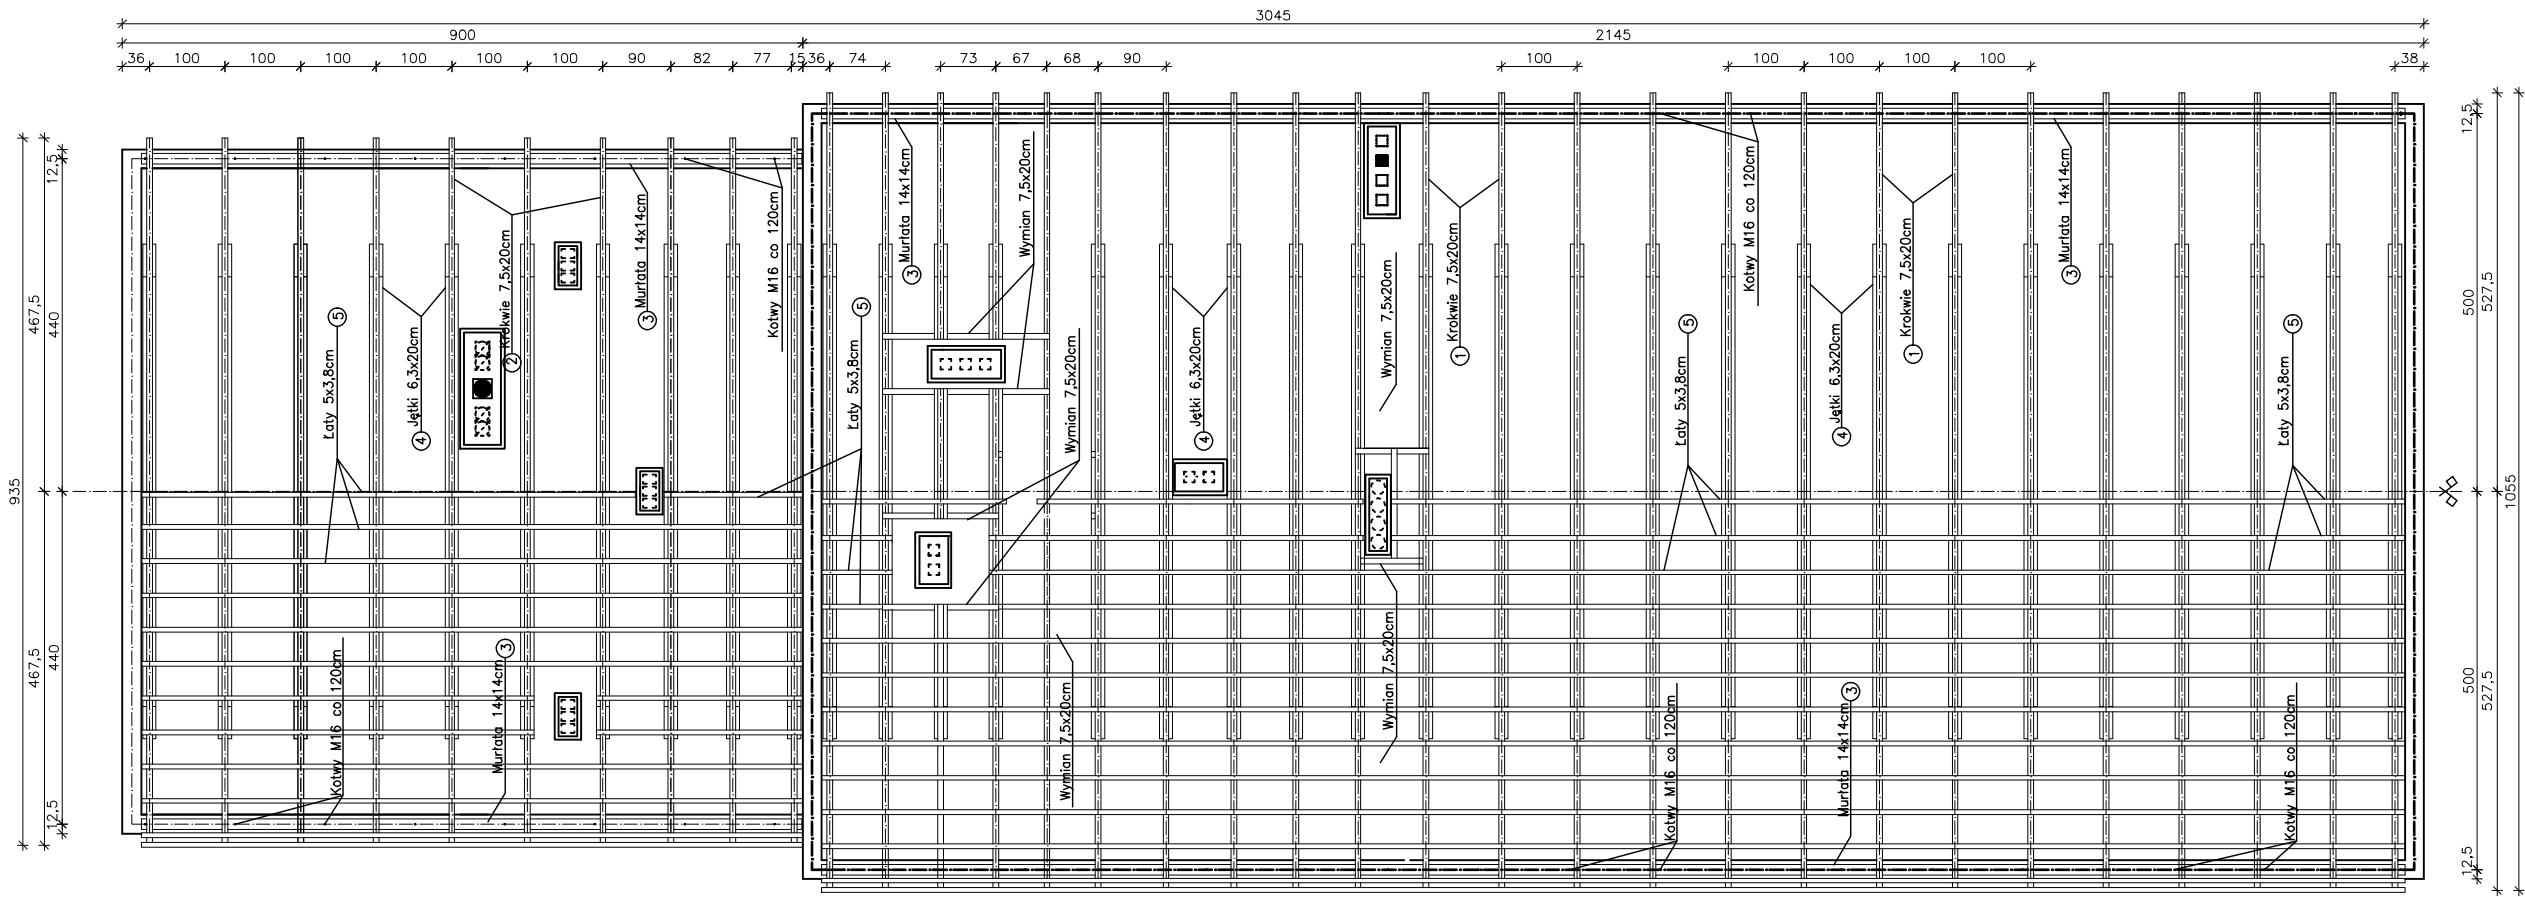 3045
900
2145
36
100
100
100
100
100
100
90
82
77
15
36
74
73
67
68
90
100
100
100
100
100
38
12,5
467,5
440
935
467,5
440
12,5
12,5
500
527,5
1055
500
527,5
12,5
5
Łaty 5x3,8cm
4
Jętki 6,3x20cm
2
Krokwie 7,5x20cm
3
Murłata 14x14cm
Kotwy M16 co 120cm
5
Łaty 5x3,8cm
3
Murłata 14x14cm
Wymian 7,5x20cm
Wymian 7,5x20cm
4
Jętki 6,3x20cm
Wymian 7,5x20cm
1
Krokwie 7,5x20cm
5
Łaty 5x3,8cm
Kotwy M16 co 120cm
4
Jętki 6,3x20cm
1
Krokwie 7,5x20cm
3
Murłata 14x14cm
5
Łaty 5x3,8cm
Kotwy M16 co 120cm
3
Murłata 14x14cm
Wymian 7,5x20cm
Wymian 7,5x20cm
Kotwy M16 co 120cm
3
Murłata 14x14cm
Kotwy M16 co 120cm